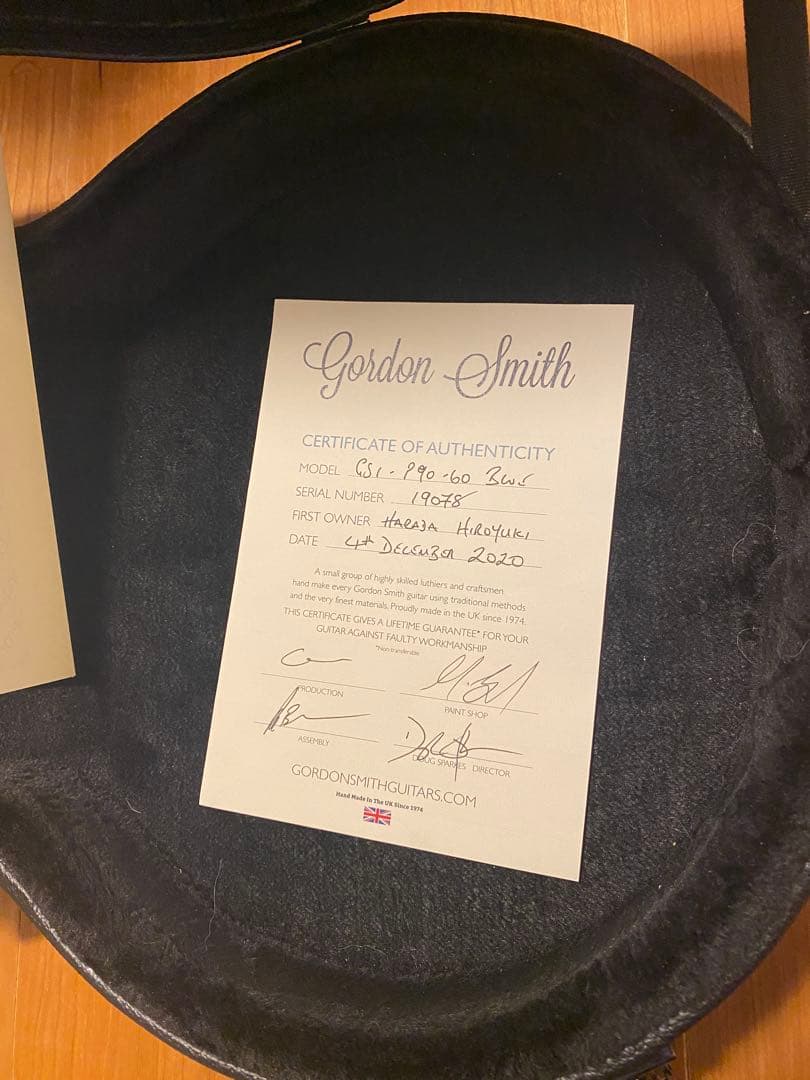 Gordon Smith
CERTIFICATE OF AUTHENTICITY
MODEL GS1-P90-60 BWS
SERIAL NUMBER 19078
FIRST OWNER HARADA HIROYUKI
DATE 4th DECEMBER 2020
A small group of highly skilled luthiers and craftsmen
hand make every Gordon Smith guitar using traditional methods
and the very finest materials. Proudly made in the UK since 1974.
THIS CERTIFICATE GIVES A LIFETIME GUARANTEE* FOR YOUR
GUITAR AGAINST FAULTY WORKMANSHIP
*Non transferable
PRODUCTION
PAINT SHOP
ASSEMBLY
DOUG SPARKES DIRECTOR
GORDONSMITHGUITARS.COM
Hand Made In The UK Since 1974